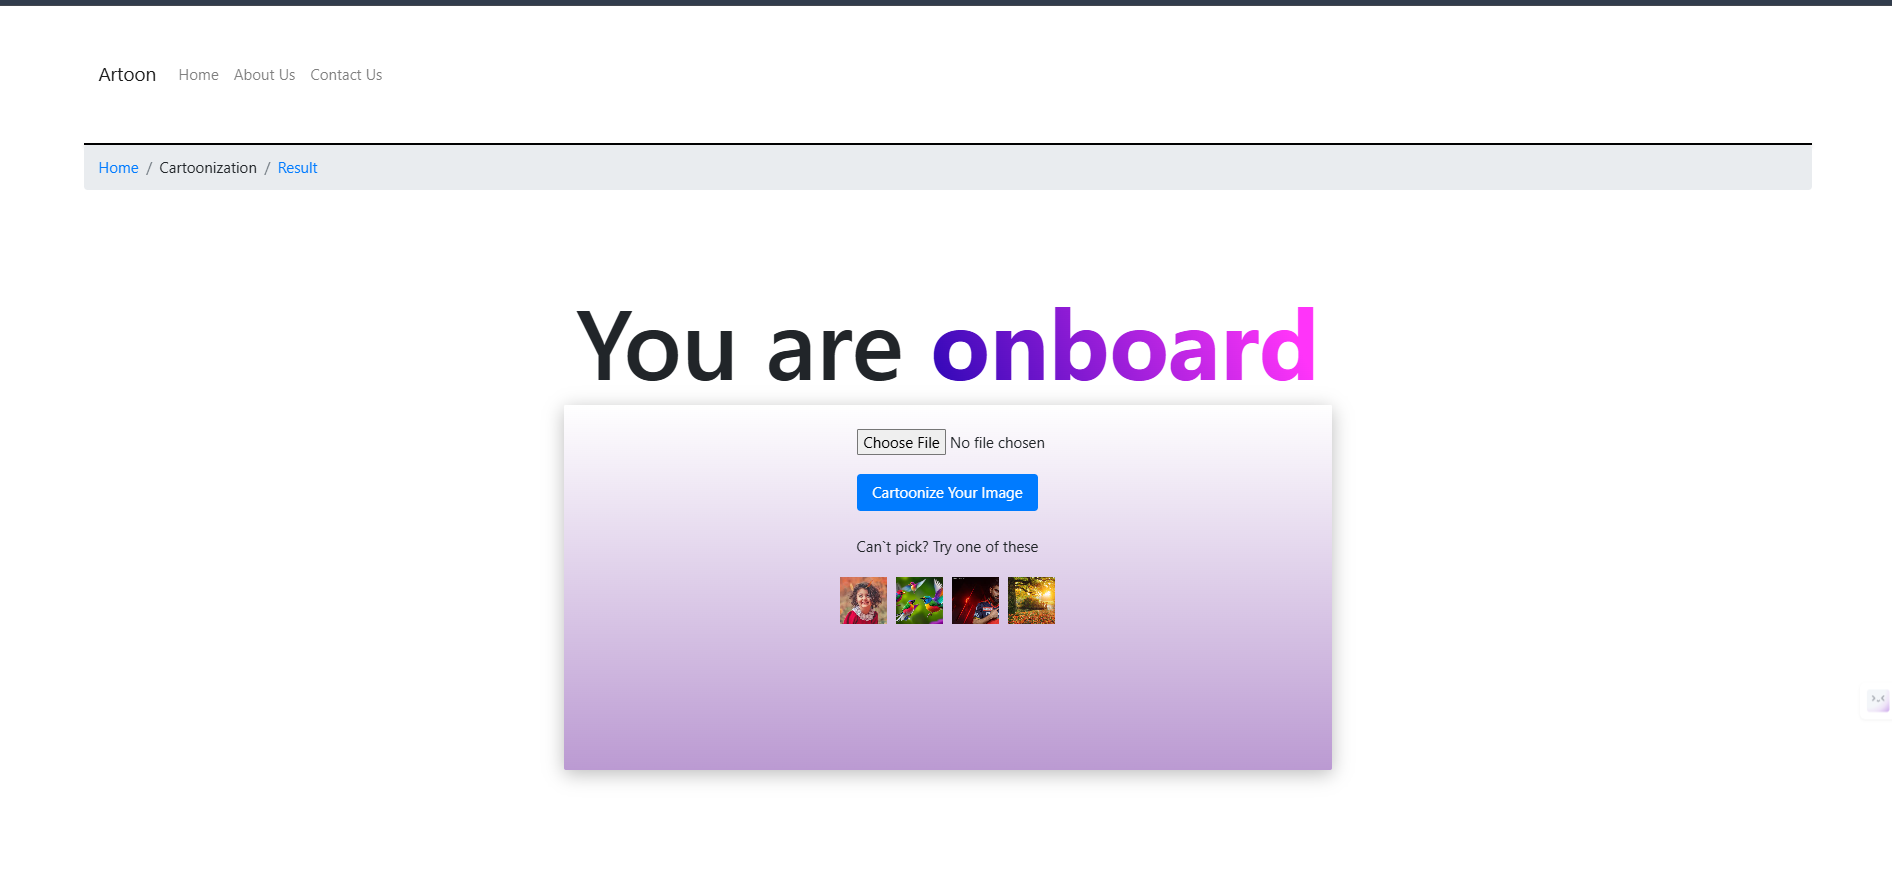 Artoon Home About Us Contact Us
Home / Cartoonization / Result
You are onboard
Choose File No file chosen
Cartoonize Your Image
Can`t pick? Try one of these